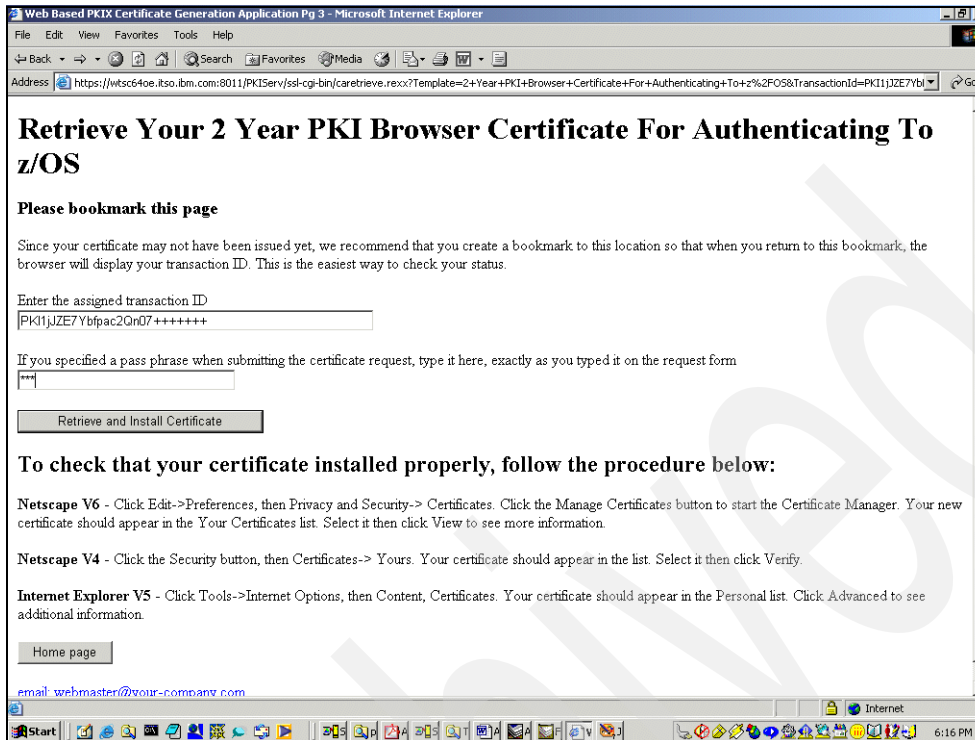 Web Based PKIX Certificate Generation Application Pg 3 - Microsoft Internet Explorer
File Edit View Favorites Tools Help
Back Search Favorites Media
Address https://wtsc64oe.itso.ibm.com:8011/PKIServ/ssl-cgi-bin/caretrieve.rexx?Template=2+Year+PKI+Browser+Certificate+For+Authenticating+To+z%2FOS&TransactionId=PKI1jJZE7Ybl Go
Retrieve Your 2 Year PKI Browser Certificate For Authenticating To
z/OS
Please bookmark this page
Since your certificate may not have been issued yet, we recommend that you create a bookmark to this location so that when you return to this bookmark, the
browser will display your transaction ID. This is the easiest way to check your status.
Enter the assigned transaction ID
PKI1jJZE7Ybfpac2Qn07+++++++
If you specified a pass phrase when submitting the certificate request, type it here, exactly as you typed it on the request form
***
Retrieve and Install Certificate
To check that your certificate installed properly, follow the procedure below:
Netscape V6 - Click Edit->Preferences, then Privacy and Security-> Certificates. Click the Manage Certificates button to start the Certificate Manager. Your new
certificate should appear in the Your Certificates list. Select it then click View to see more information.
Netscape V4 - Click the Security button, then Certificates-> Yours. Your certificate should appear in the list. Select it then click Verify.
Internet Explorer V5 - Click Tools->Internet Options, then Content, Certificates. Your certificate should appear in the Personal list. Click Advanced to see
additional information.
Home page
email: webmaster@your-company.com
Internet
Start 6:16 PM